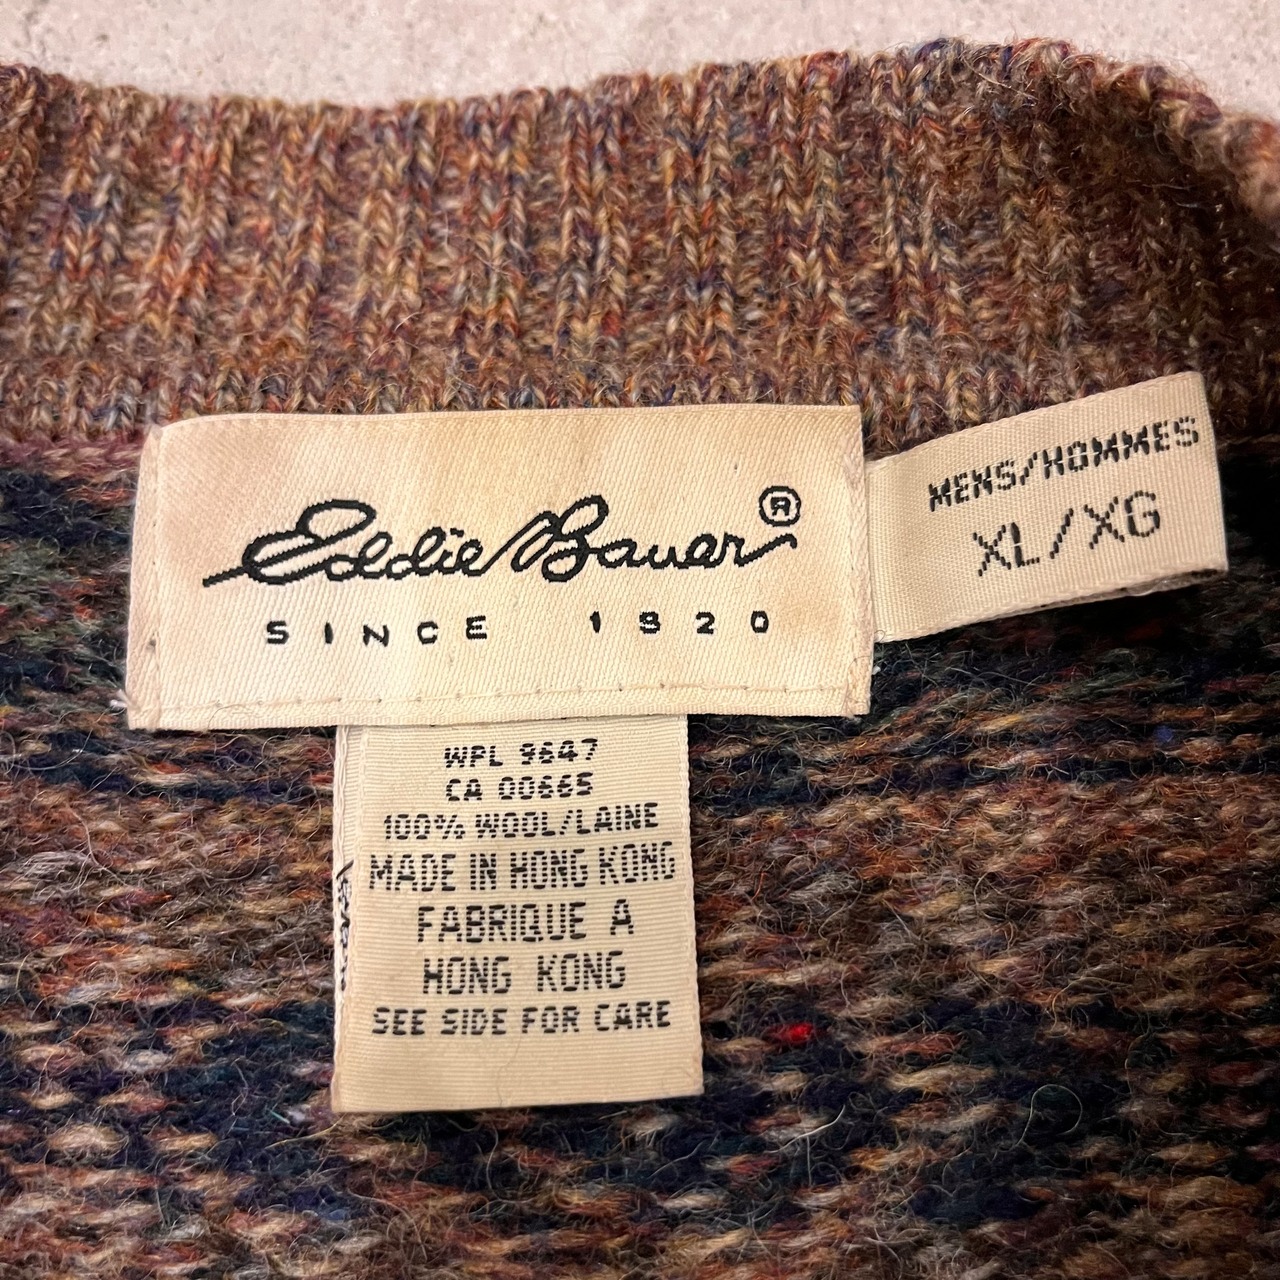 Eddie Bauer®
SINCE 1920
MENS/HOMMES
XL/XG
WPL 9647
CA 00665
100% WOOL/LAINE
MADE IN HONG KONG
FABRIQUE A
HONG KONG
SEE SIDE FOR CARE